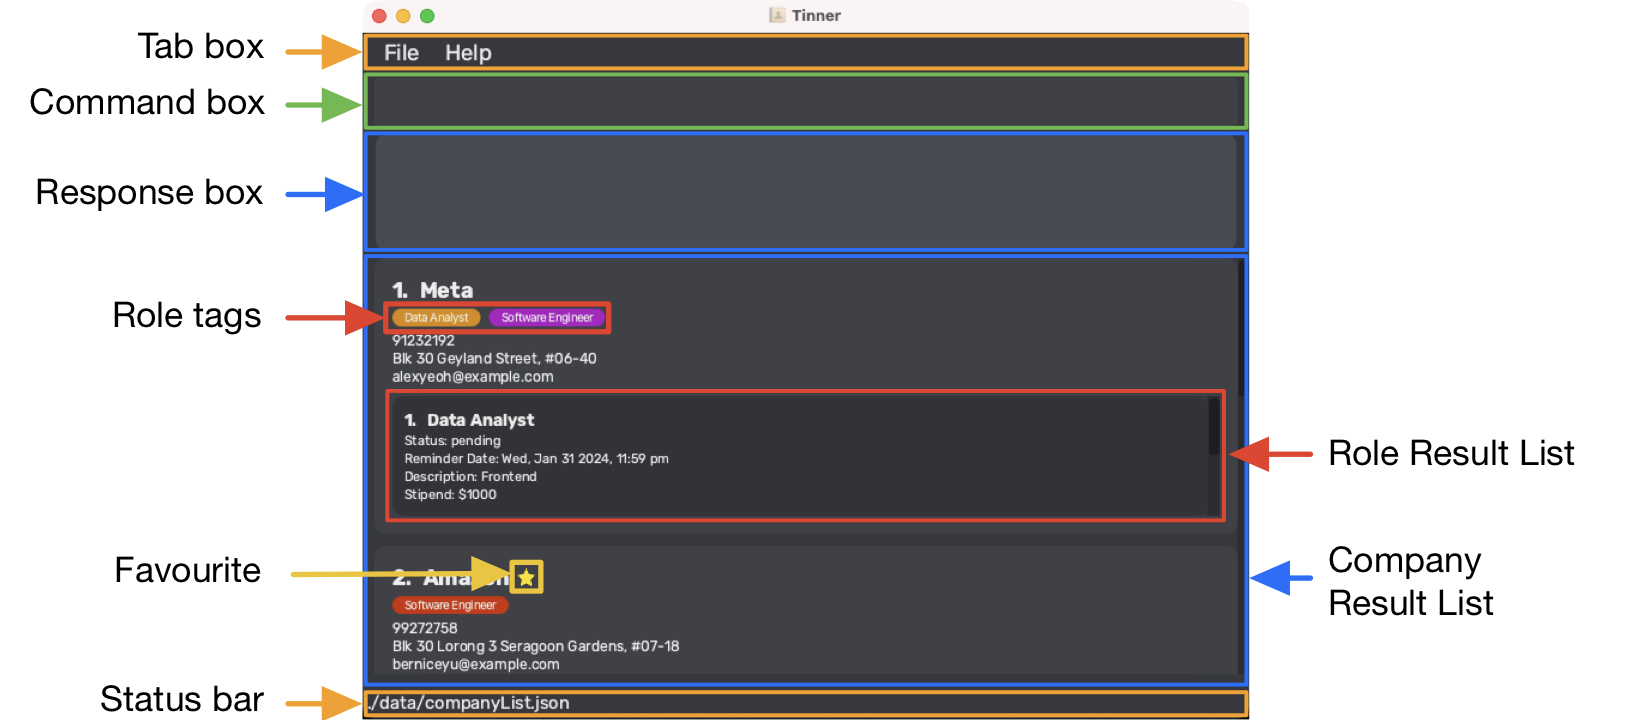 Tinner
Tab box
File Help
Command box
Response box
1. Meta
Role tags
Data Analyst Software Engineer
91232192
Blk 30 Geyland Street, #06-40
alexyeoh@example.com
1. Data Analyst
Status: pending
Reminder Date: Wed, Jan 31 2024, 11:59 pm
Description: Frontend
Stipend: $1000
Role Result List
Favourite
2.
Company
Result List
Software Engineer
99272758
Blk 30 Lorong 3 Seragoon Gardens, #07-18
berniceyu@example.com
Status bar
./data/companyList.json